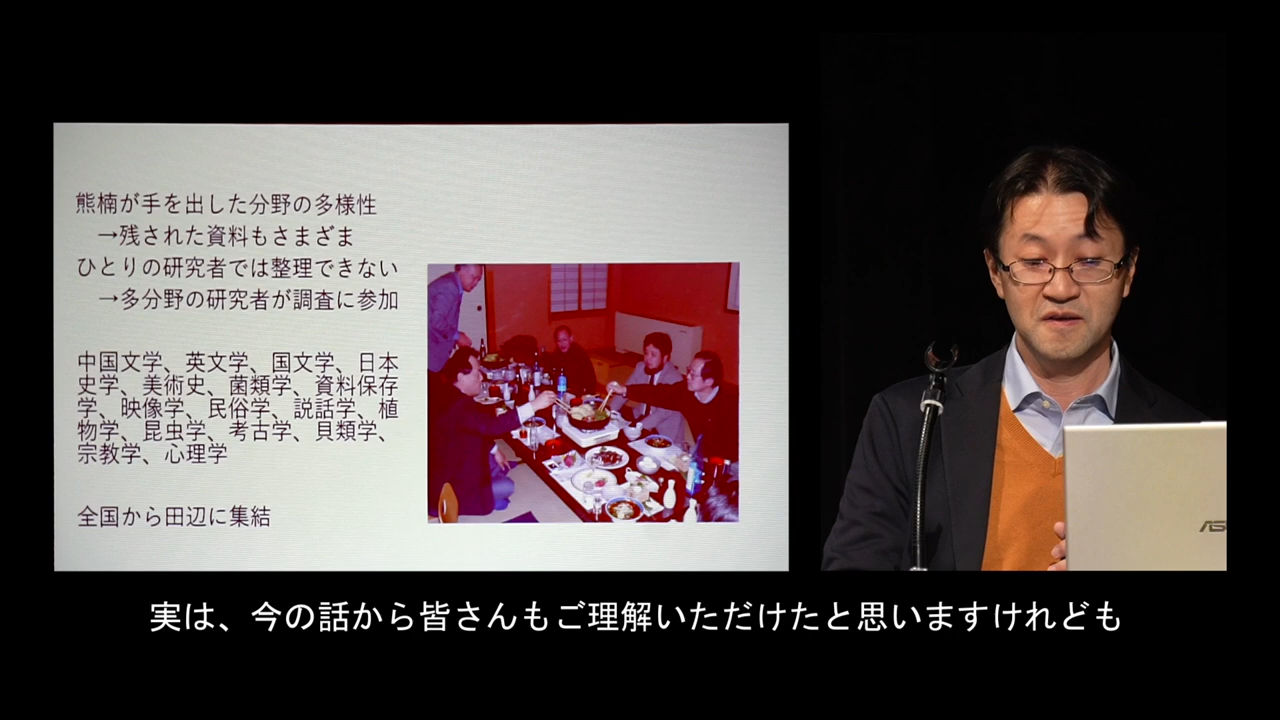 熊楠が手を出した分野の多様性
→残された資料もさまざま
ひとりの研究者では整理できない
→多分野の研究者が調査に参加
中国文学、英文学、国文学、日本
史学、美術史、菌類学、資料保存
学、映像学、民俗学、説話学、植
物学、昆虫学、考古学、貝類学、
宗教学、心理学
全国から田辺に集結
AS
実は、今の話から皆さんもご理解いただけたと思いますけれども